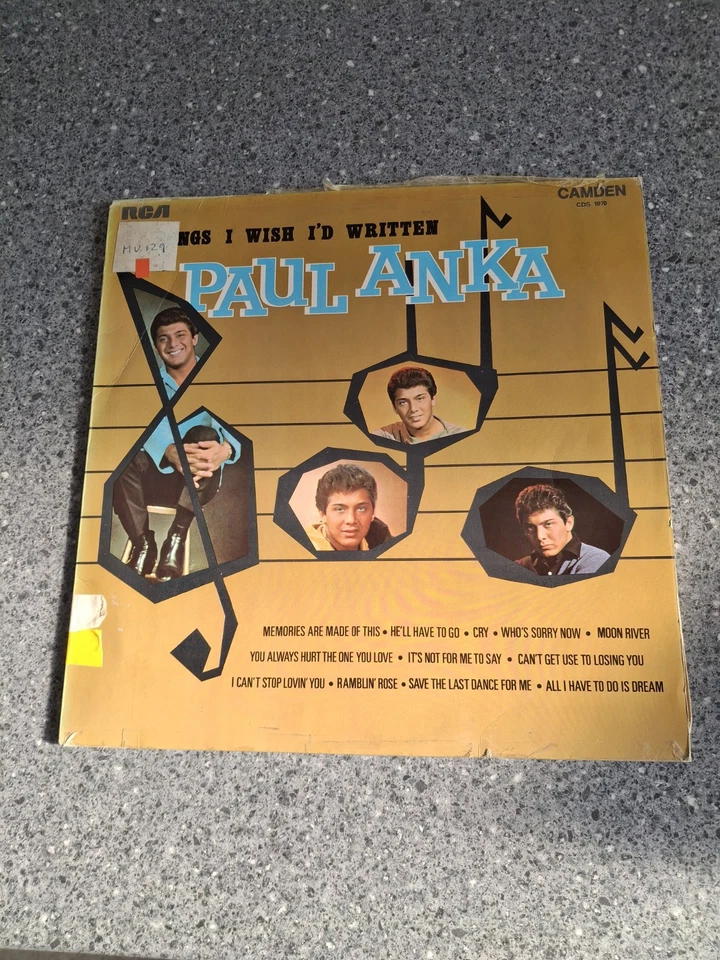 RCA
CAMDEN
CDS 1070
NGS I WISH I'D WRITTEN
MU 129
PAUL ANKA
MEMORIES ARE MADE OF THIS • HE'LL HAVE TO GO • CRY • WHO'S SORRY NOW • MOON RIVER
YOU ALWAYS HURT THE ONE YOU LOVE • IT'S NOT FOR ME TO SAY • CAN'T GET USE TO LOSING YOU
I CAN'T STOP LOVIN' YOU • RAMBLIN' ROSE • SAVE THE LAST DANCE FOR ME • ALL I HAVE TO DO IS DREAM